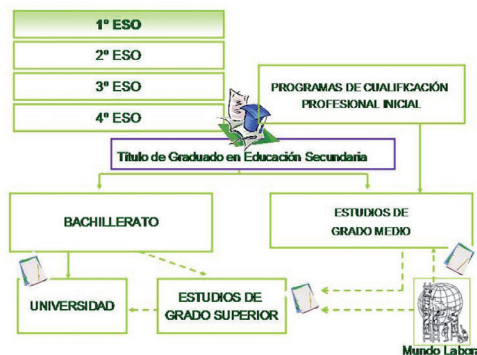 1º ESO
2º ESO
3º ESO
4º ESO
PROGRAMAS DE CUALIFICACIÓN
PROFESIONAL INICIAL
Título de Graduado en Educación Secundaria
BACHILLERATO
ESTUDIOS DE
GRADO MEDIO
UNIVERSIDAD
ESTUDIOS DE
GRADO SUPERIOR
Mundo Labora